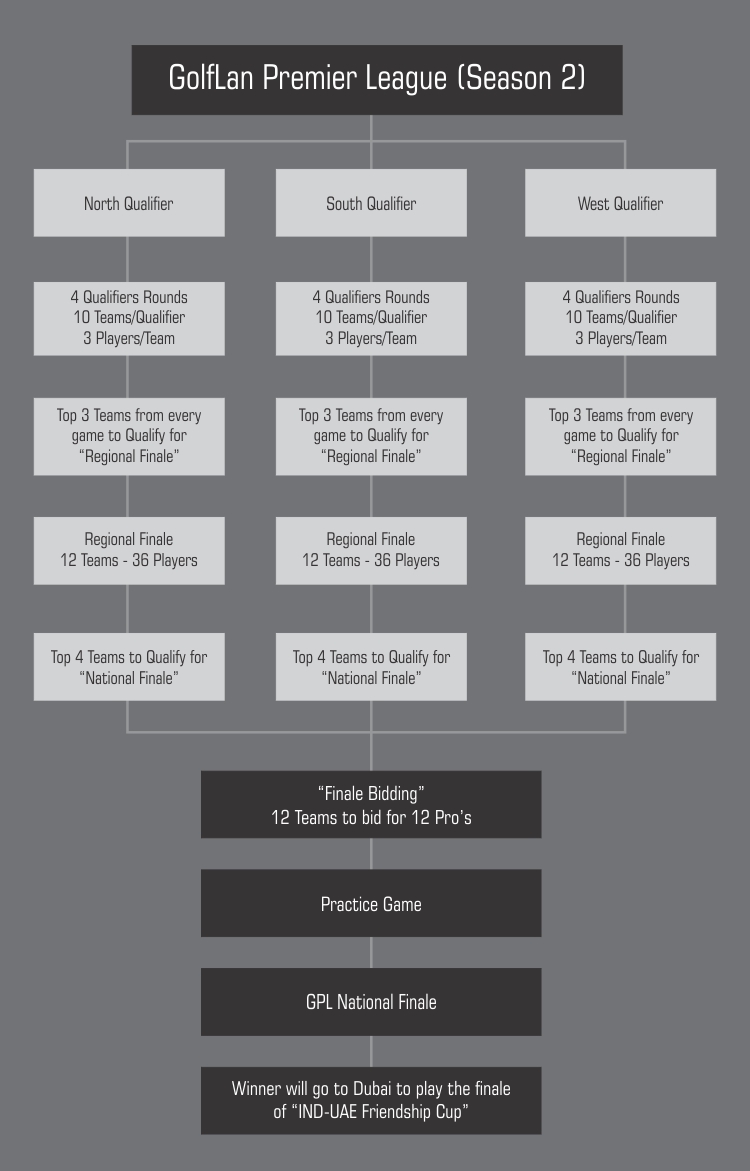 GolfLan Premier League (Season 2)
North Qualifier
South Qualifier
West Qualifier
4 Qualifiers Rounds
10 Teams/Qualifier
3 Players/Team
4 Qualifiers Rounds
10 Teams/Qualifier
3 Players/Team
4 Qualifiers Rounds
10 Teams/Qualifier
3 Players/Team
Top 3 Teams from every
game to Qualify for
“Regional Finale”
Top 3 Teams from every
game to Qualify for
“Regional Finale”
Top 3 Teams from every
game to Qualify for
“Regional Finale”
Regional Finale
12 Teams - 36 Players
Regional Finale
12 Teams - 36 Players
Regional Finale
12 Teams - 36 Players
Top 4 Teams to Qualify for
“National Finale”
Top 4 Teams to Qualify for
“National Finale”
Top 4 Teams to Qualify for
“National Finale”
“Finale Bidding”
12 Teams to bid for 12 Pro’s
Practice Game
GPL National Finale
Winner will go to Dubai to play the finale
of “IND-UAE Friendship Cup”